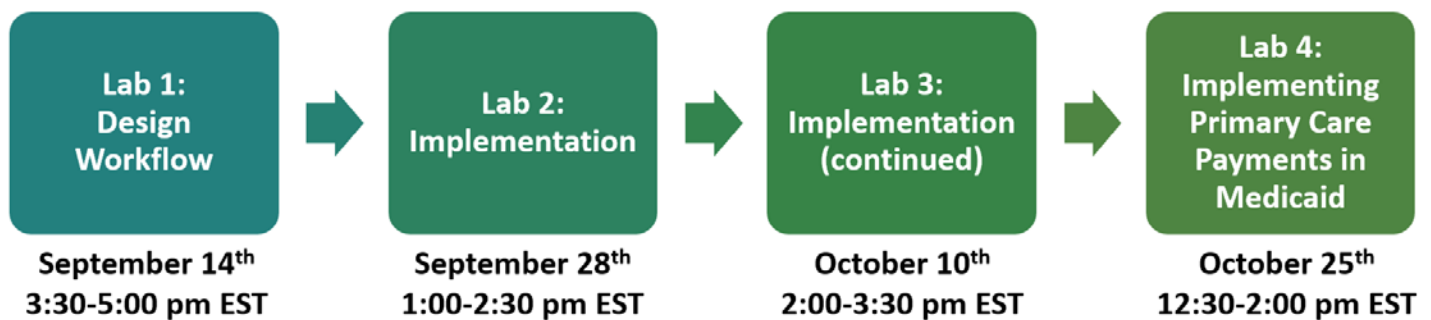 Lab 1:
Design
Workflow
September 14th
3:30-5:00 pm EST
Lab 2:
Implementation
September 28th
1:00-2:30 pm EST
Lab 3:
Implementation
(continued)
October 10th
2:00-3:30 pm EST
Lab 4:
Implementing
Primary Care
Payments in
Medicaid
October 25th
12:30-2:00 pm EST